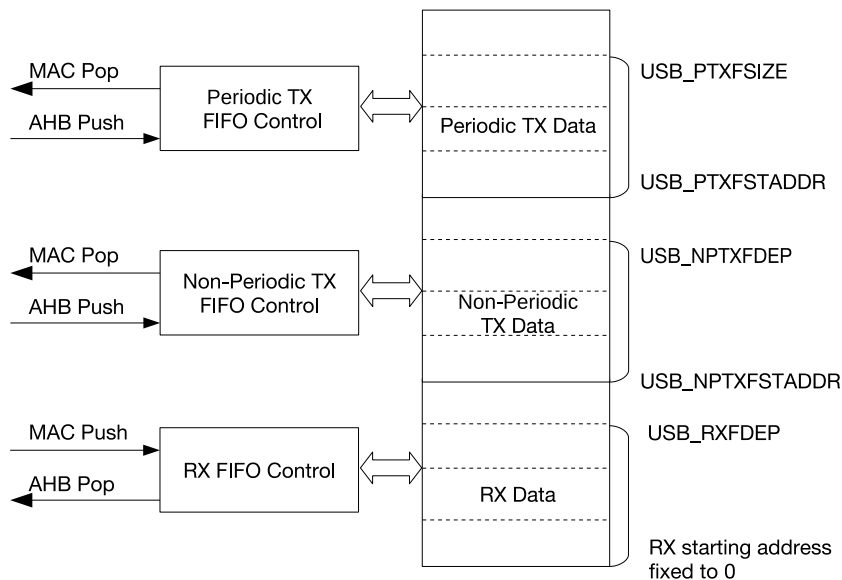 MAC Pop
AHB Push
Periodic TX
FIFO Control
Periodic TX Data
USB_PTXFSIZE
USB_PTXFSTADDR
MAC Pop
AHB Push
Non-Periodic TX
FIFO Control
Non-Periodic
TX Data
USB_NPTXFDEP
USB_NPTXFSTADDR
MAC Push
AHB Pop
RX FIFO Control
RX Data
USB_RXFDEP
RX starting address
fixed to 0